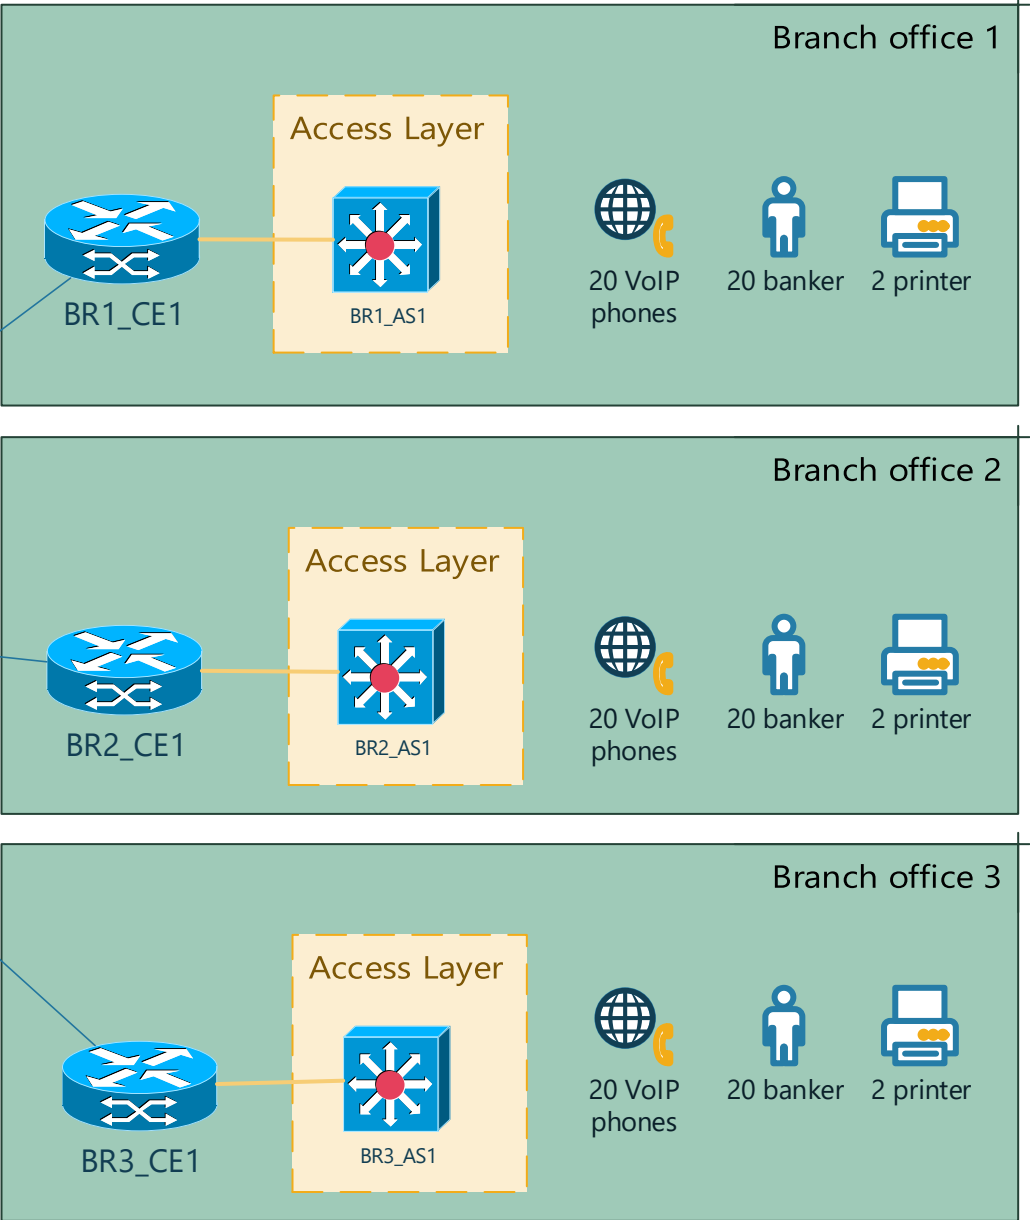 Branch office 1
Access Layer
BR1_CE1
BR1_AS1
20 VoIP
phones
20 banker
2 printer
Branch office 2
Access Layer
BR2_CE1
BR2_AS1
20 VoIP
phones
20 banker
2 printer
Branch office 3
Access Layer
BR3_CE1
BR3_AS1
20 VoIP
phones
20 banker
2 printer